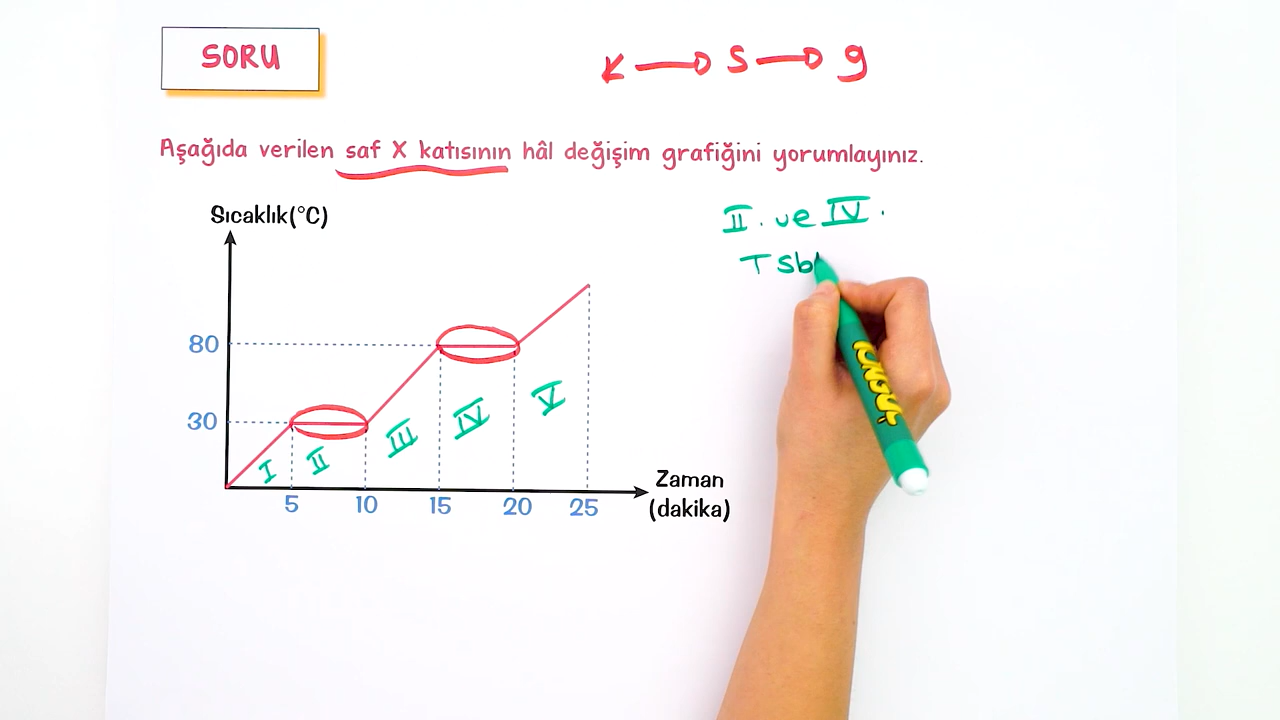 SORU
K → s → g
Aşağıda verilen saf X katısının hâl değişim grafiğini yorumlayınız.
Sıcaklık(°C)
II. ve IV.
T sb
80
30
I
II
III
IV
V
5 10 15 20 25
Zaman
(dakika)